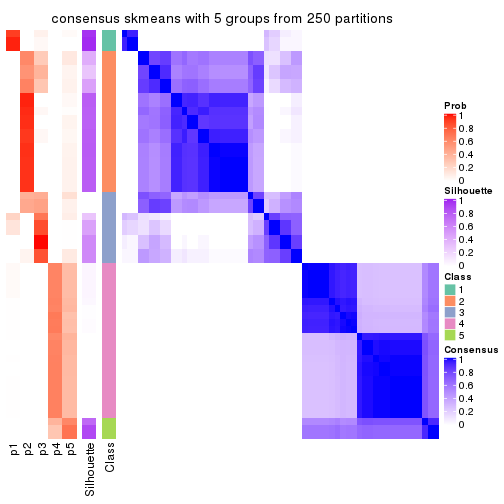 consensus skmeans with 5 groups from 250 partitions
Prob
1
0.8
0.6
0.4
0.2
0
Silhouette
1
0.8
0.6
0.4
0.2
0
Class
1
2
3
4
5
Consensus
1
0.8
0.6
0.4
0.2
0
p1
p2
p3
p4
p5
Silhouette
Class